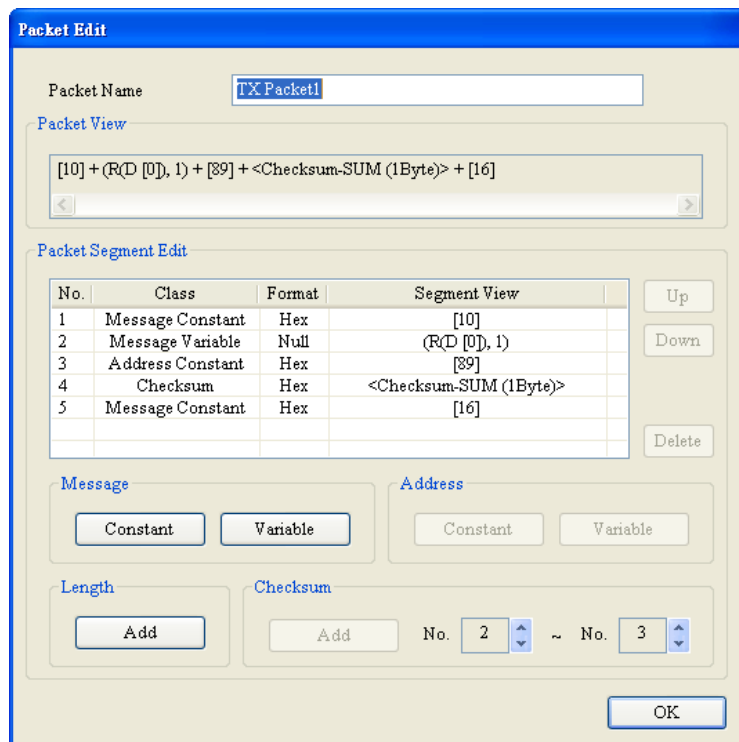 Packet Edit
Packet Name TX Packet1
Packet View
[10] + (R(D [0]), 1) + [89] + <Checksum-SUM (1Byte)> + [16]
Packet Segment Edit
No. Class Format Segment View
1 Message Constant Hex [10]
2 Message Variable Null (R(D [0]), 1)
3 Address Constant Hex [89]
4 Checksum Hex <Checksum-SUM (1Byte)>
5 Message Constant Hex [16]
Up
Down
Delete
Message
Constant Variable
Address
Constant Variable
Length
Add
Checksum
Add No. 2 ~ No. 3
OK